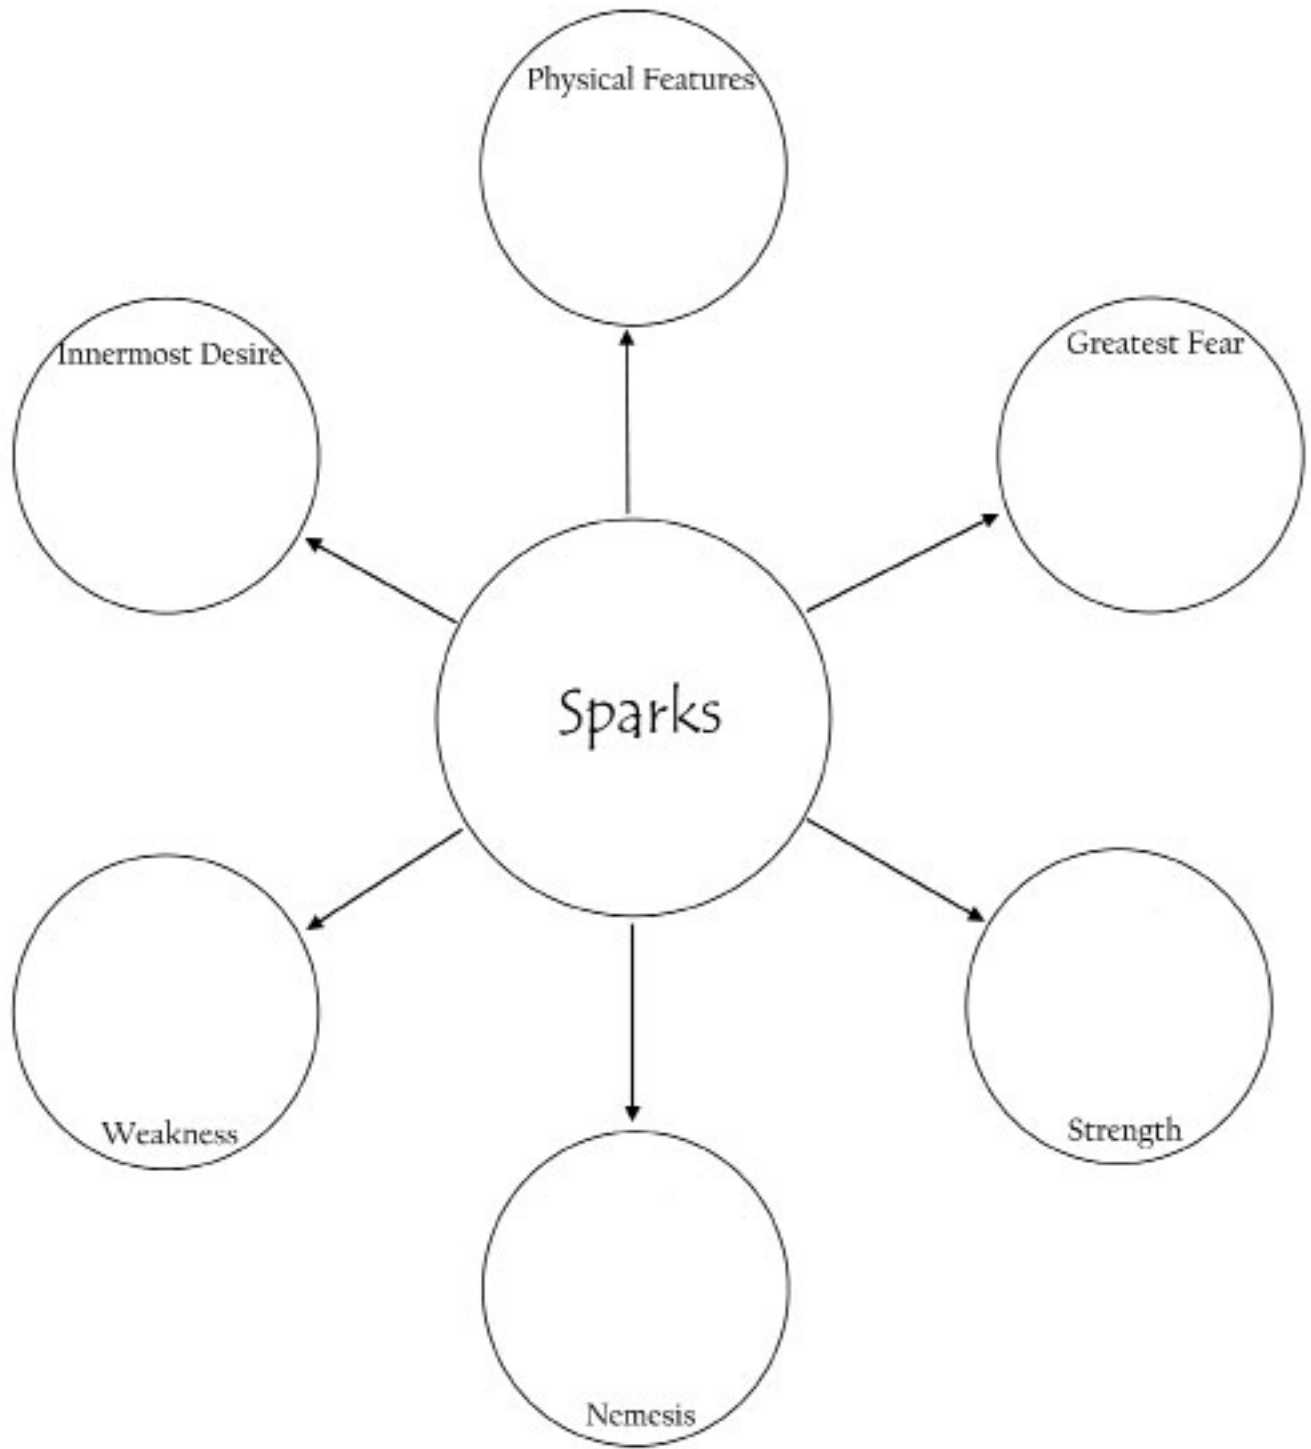 Physical Features
Innermost Desire
Greatest Fear
Sparks
Weakness
Strength
Nemesis